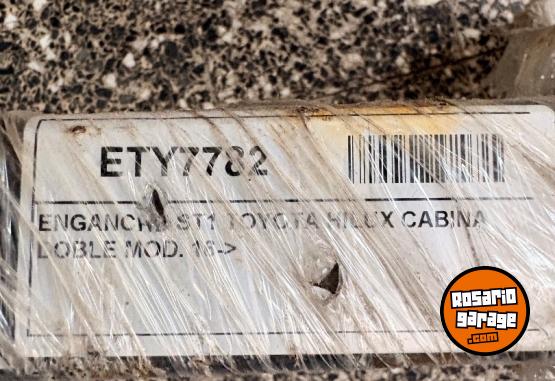 ETY7782
ENGANCHE ST1 TOYOTA HILUX CABINA
DOBLE MOD. 16->
Rosario
garage
.com